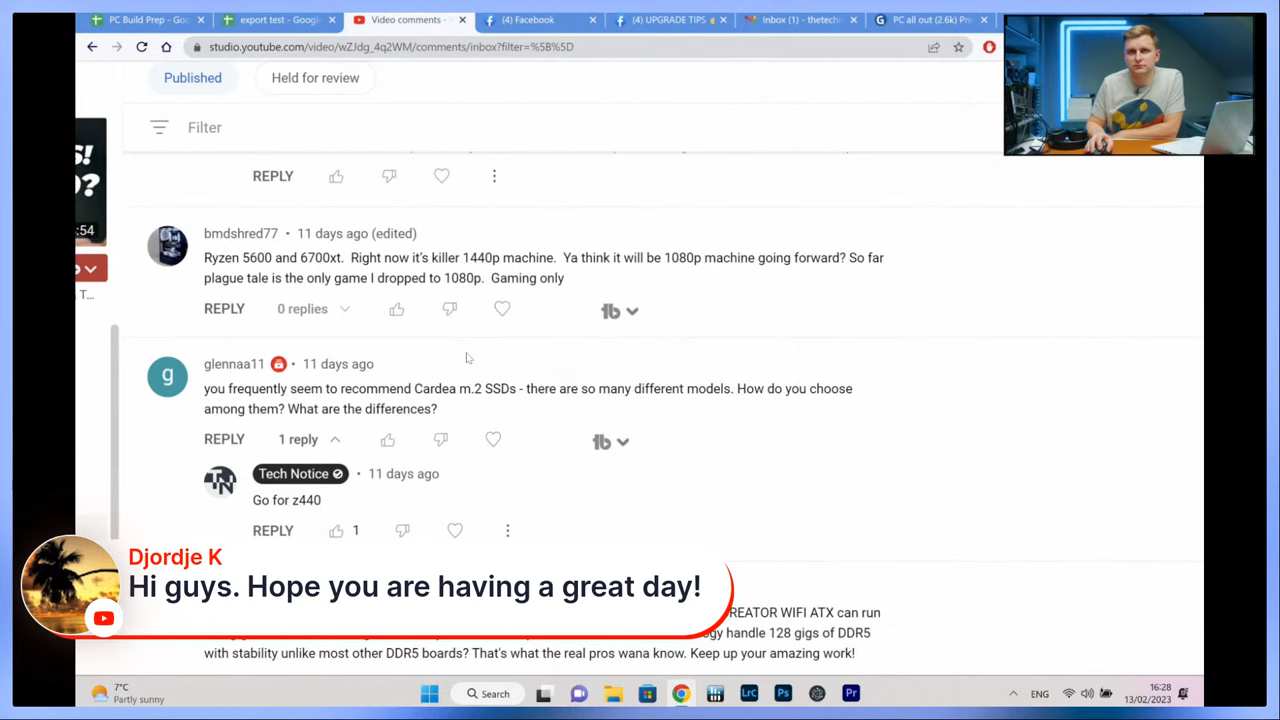 PC Build Prep - Goo
export test - Google
Video comments -
(4) Facebook
(4) UPGRADE TIPS
Inbox (1) - thetechn
PC all out (2.6k) Pre
studio.youtube.com/video/wZJdg_4q2WM/comments/inbox?filter=%5B%5D
Published
Held for review
Filter
S!
O?
:54
T...
REPLY
bmdshred77 • 11 days ago (edited)
Ryzen 5600 and 6700xt. Right now it's killer 1440p machine. Ya think it will be 1080p machine going forward? So far
plague tale is the only game I dropped to 1080p. Gaming only
REPLY 0 replies
glennaa11 • 11 days ago
you frequently seem to recommend Cardea m.2 SSDs - there are so many different models. How do you choose
among them? What are the differences?
REPLY 1 reply
g
TN
Tech Notice • 11 days ago
Go for z440
REPLY 1
Djordje K
Hi guys. Hope you are having a great day!
REATOR WIFI ATX can run
handle 128 gigs of DDR5
with stability unlike most other DDR5 boards? That's what the real pros wana know. Keep up your amazing work!
7°C
Partly sunny
Search
Lrc
Ps
Pr
ENG
16:28
13/02/2023